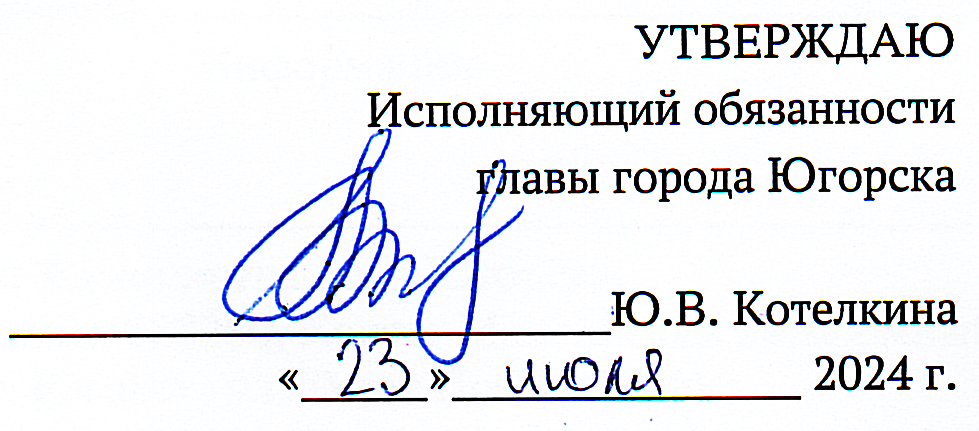 УТВЕРЖДАЮ
Исполняющий обязанности
главы города Югорска
Ю.В. Котелкина
«23» июля 2024 г.